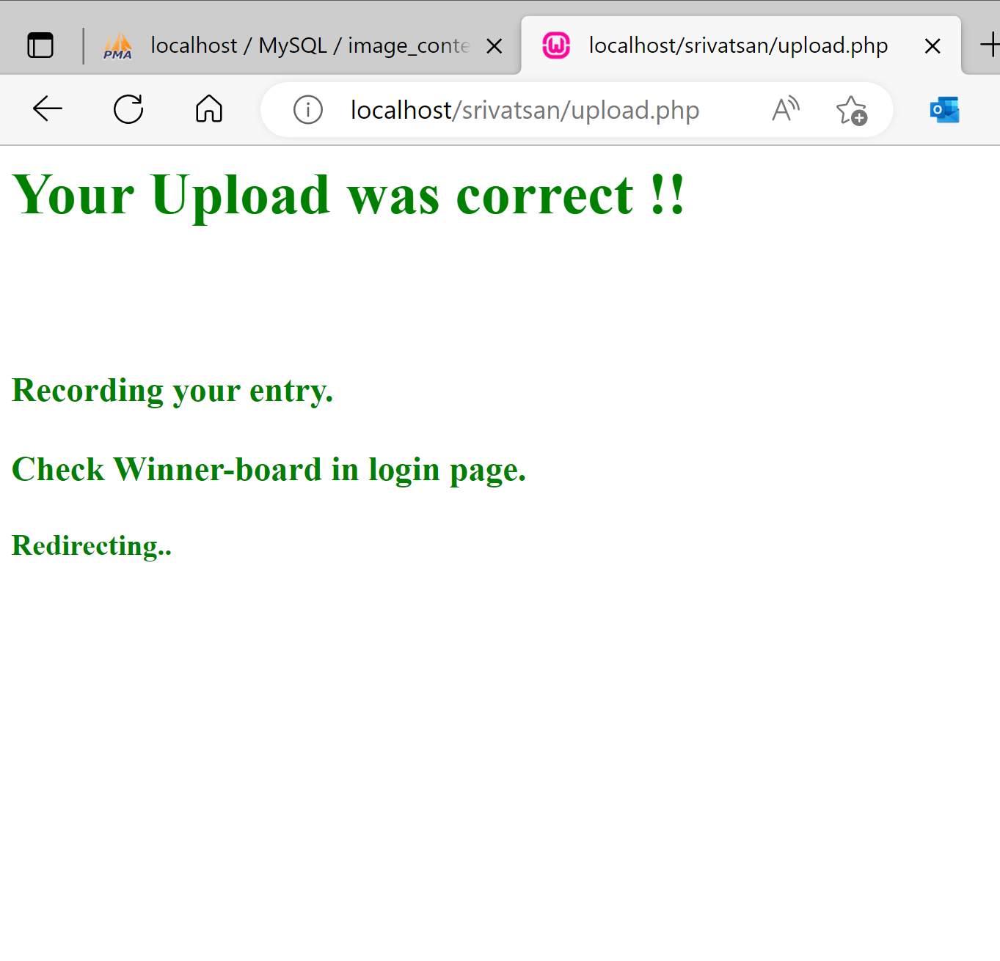 PMA
localhost / MySQL / image_conte
localhost/srivatsan/upload.php
localhost/srivatsan/upload.php
Your Upload was correct !!
Recording your entry.
Check Winner-board in login page.
Redirecting..